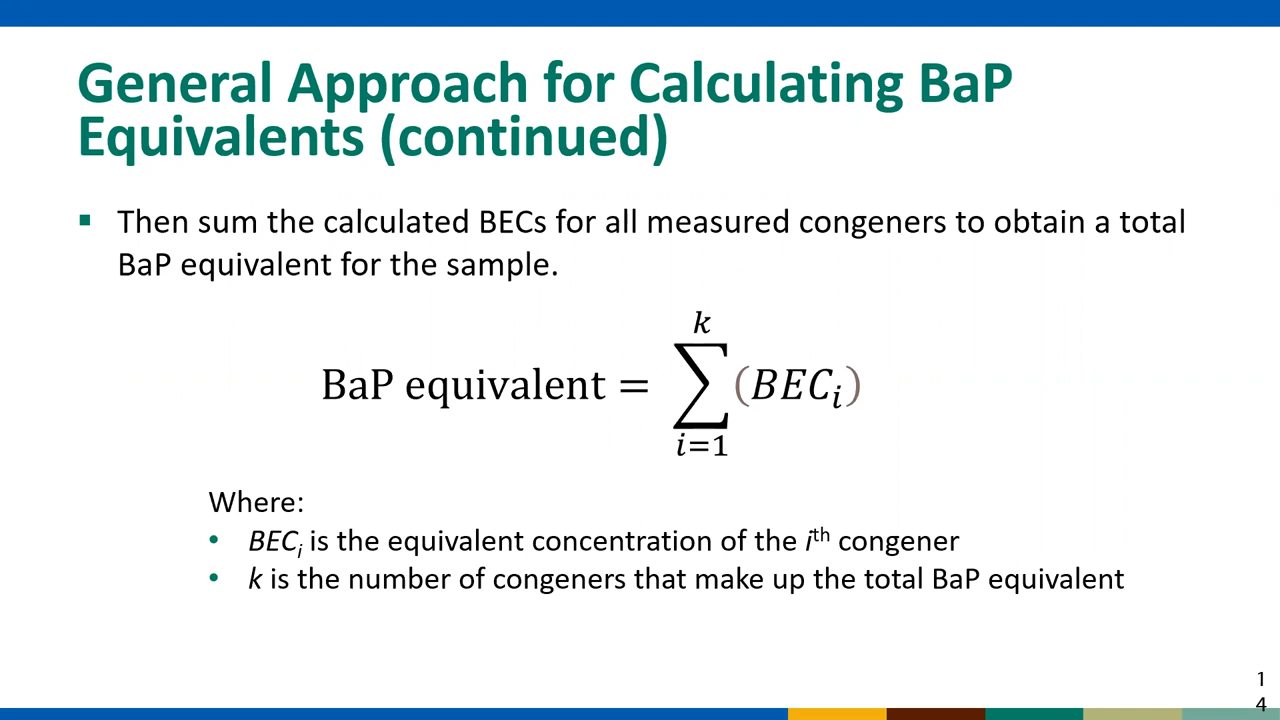 General Approach for Calculating BaP
Equivalents (continued)
▪ Then sum the calculated BECs for all measured congeners to obtain a total
BaP equivalent for the sample.
k
BaP equivalent = ∑(BECᵢ)
i=1
Where:
• BECᵢ is the equivalent concentration of the iᵗʰ congener
• k is the number of congeners that make up the total BaP equivalent
1
4